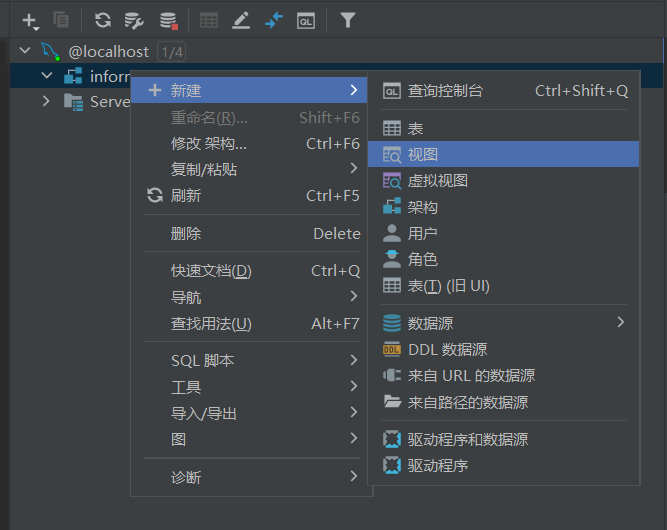 @localhost 1/4
infor
Serve
新建
重命名(R)... Shift+F6
修改 架构... Ctrl+F6
复制/粘贴
刷新 Ctrl+F5
删除 Delete
快速文档(D) Ctrl+Q
导航
查找用法(U) Alt+F7
SQL 脚本
工具
导入/导出
图
诊断
QL 查询控制台 Ctrl+Shift+Q
表
视图
虚拟视图
架构
用户
角色
表(T) (旧 UI)
数据源
DDL DDL 数据源
来自 URL 的数据源
来自路径的数据源
驱动程序和数据源
驱动程序
QL